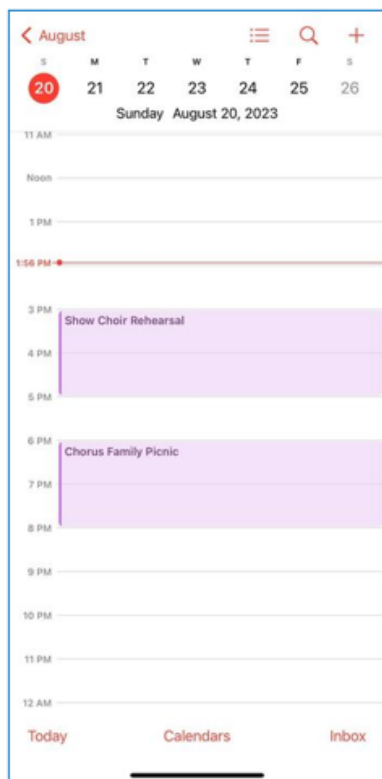 August
S M T W T F S
20 21 22 23 24 25 26
Sunday August 20, 2023
11 AM
Noon
1 PM
1:56 PM
3 PM
Show Choir Rehearsal
4 PM
5 PM
6 PM
Chorus Family Picnic
7 PM
8 PM
9 PM
10 PM
11 PM
12 AM
Today Calendars Inbox